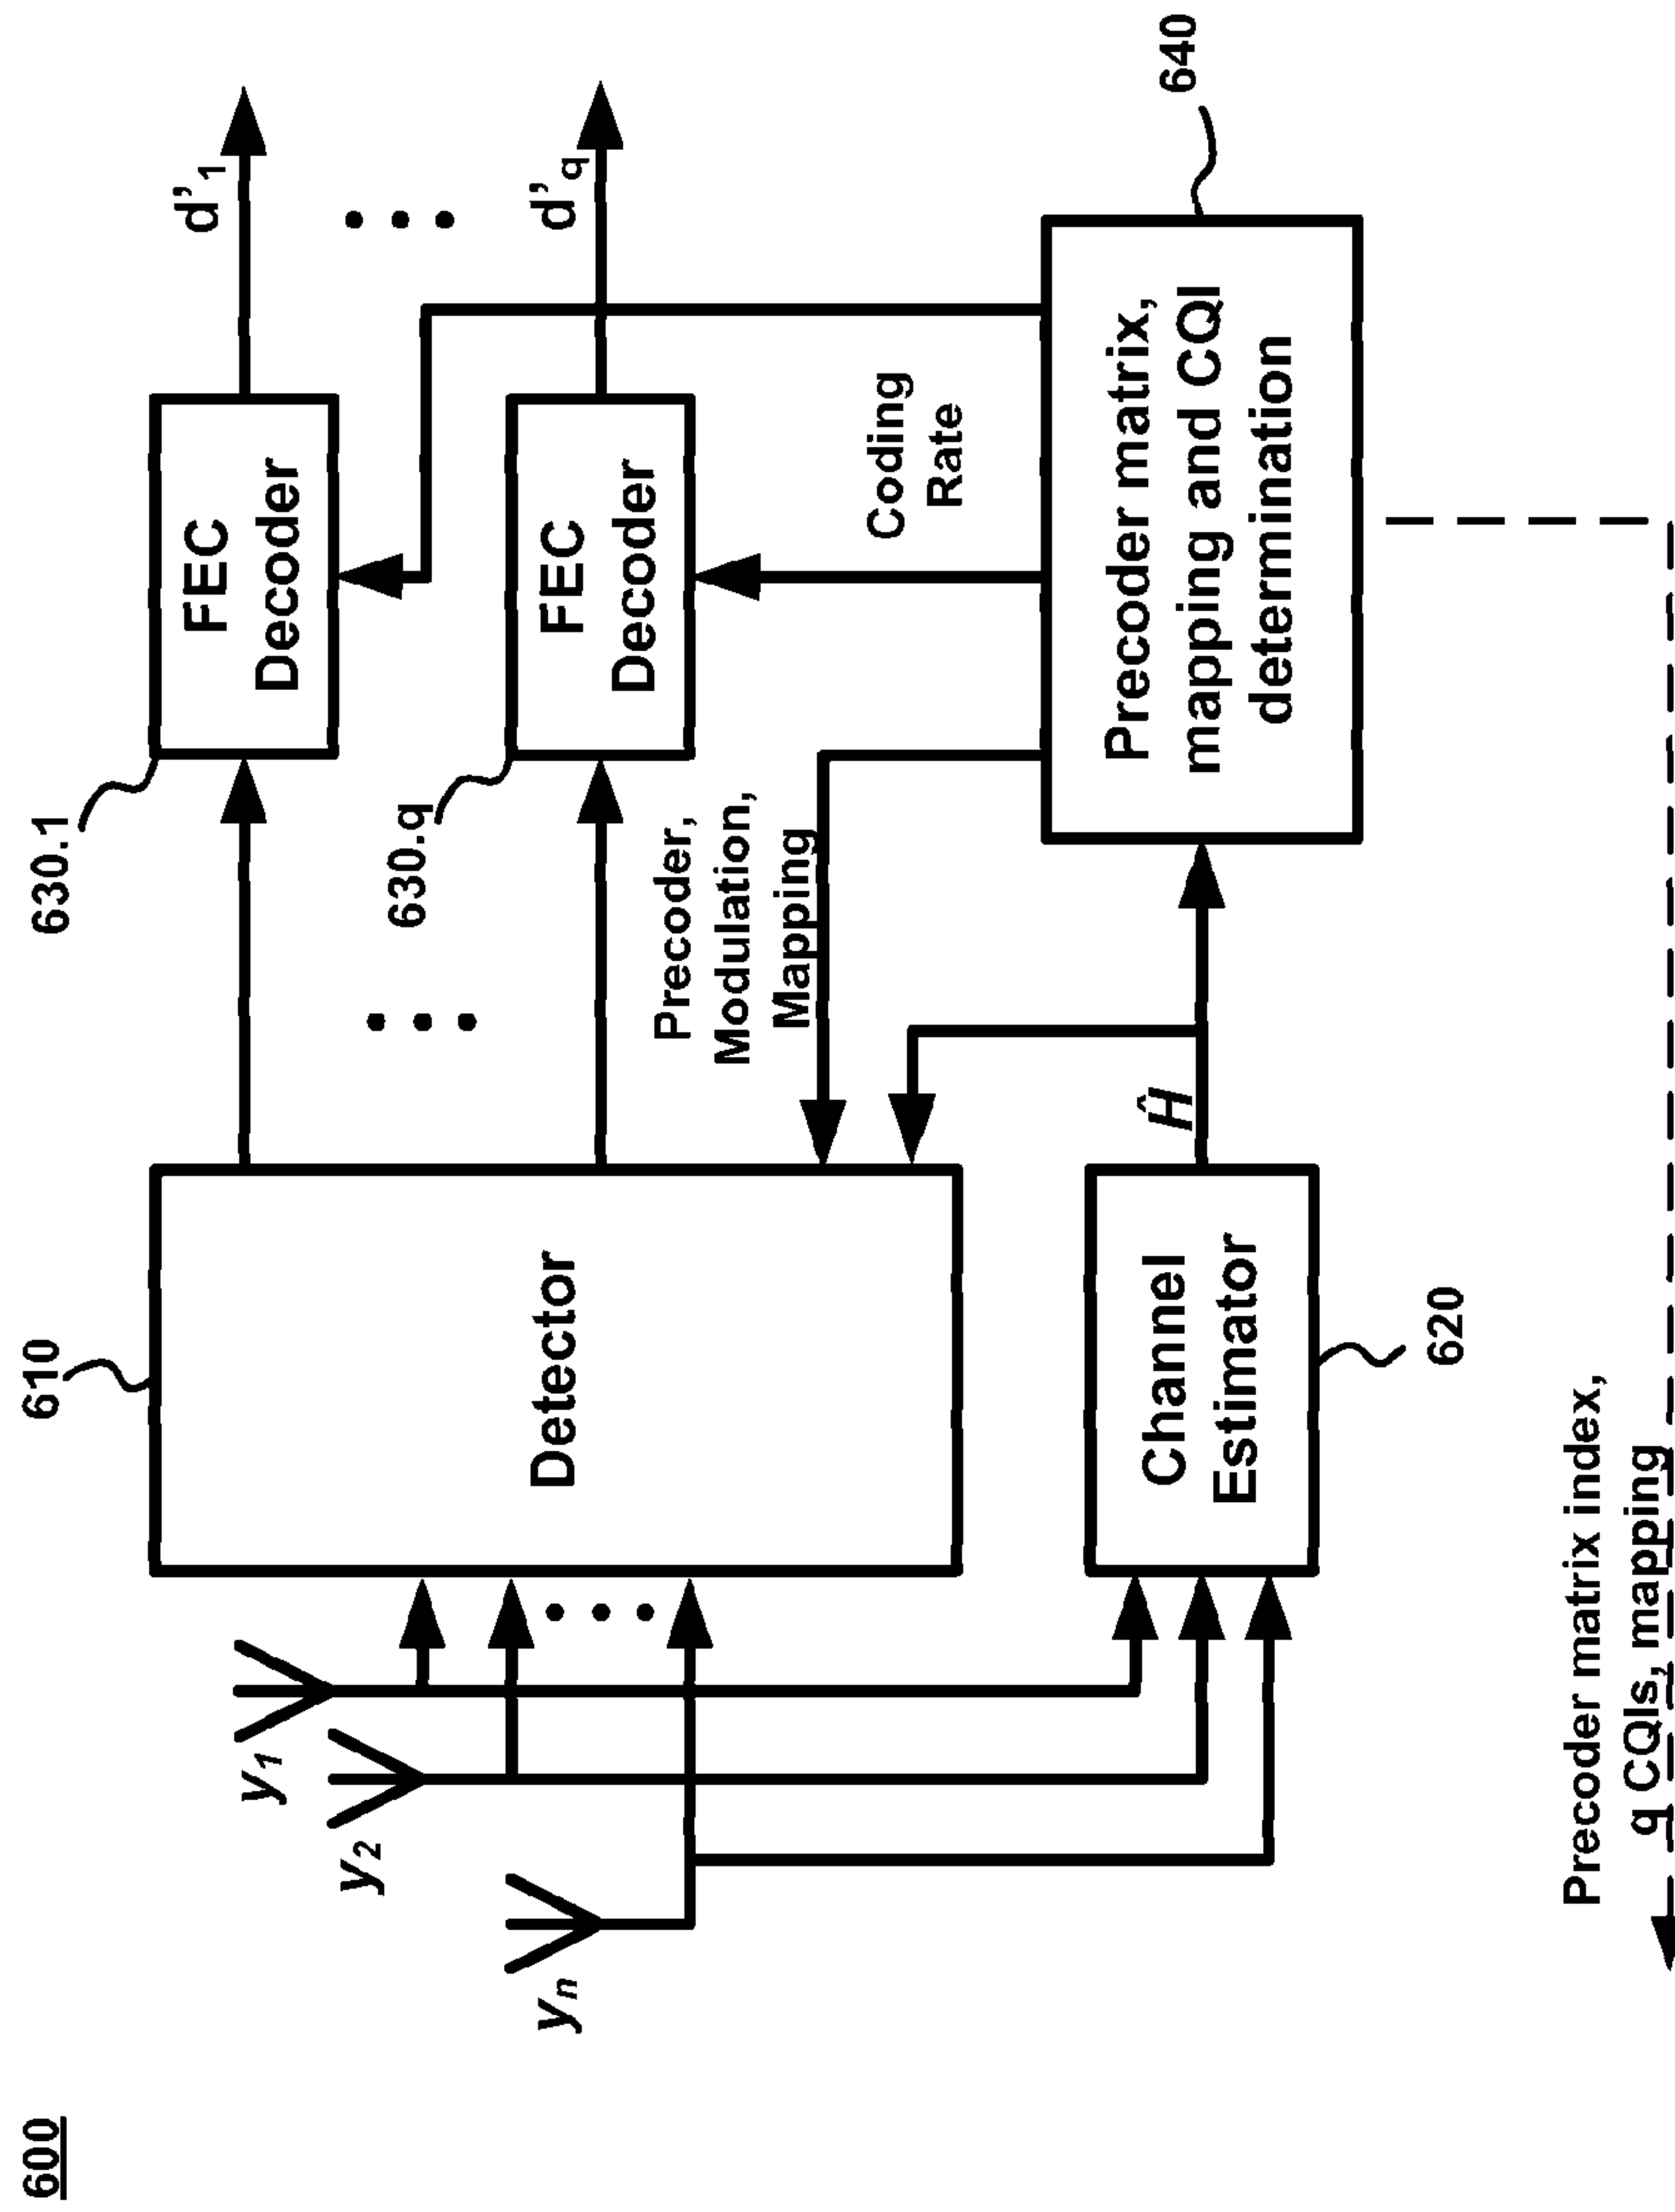 600
610
630.1
FEC
Decoder
d'1
y1
y2
yn
Detector
630.q
FEC
Decoder
d'q
Precoder,
Modulation,
Mapping
Coding
Rate
Channel
Estimator
620
Ĥ
Precoder matrix,
mapping and CQI
determination
640
Precoder matrix index,
q CQIs, mapping